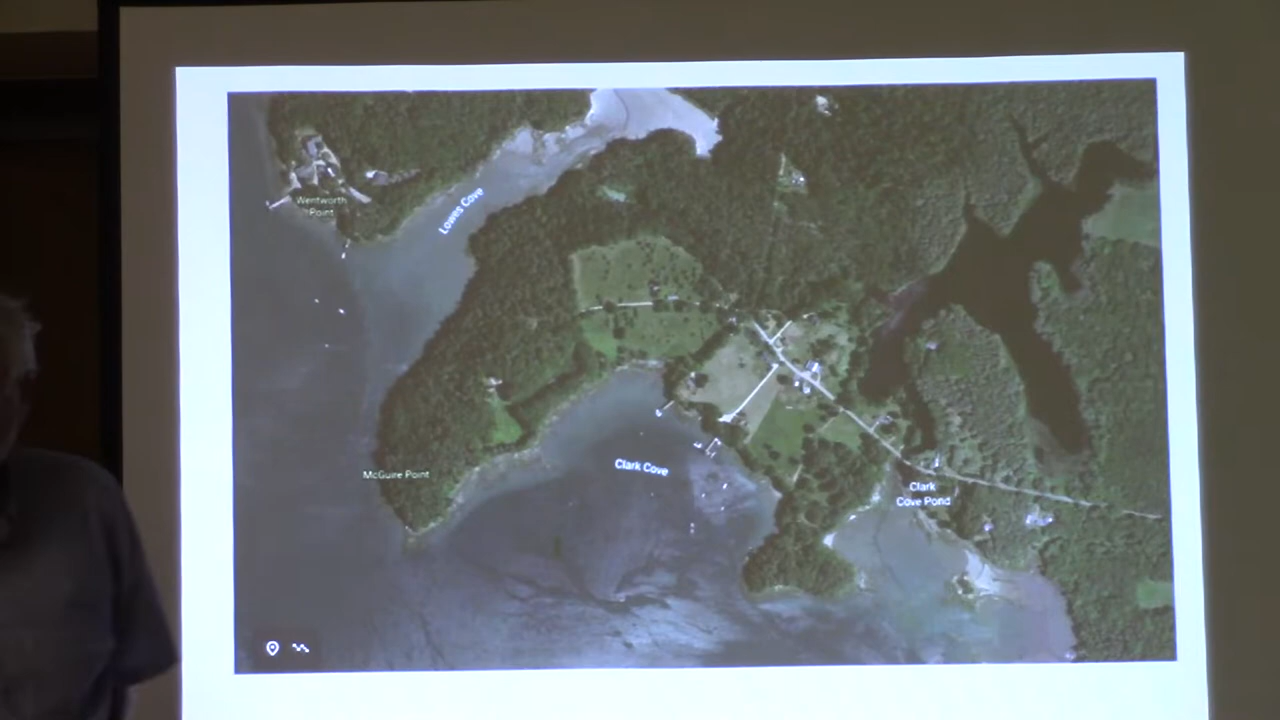 Wentworth
Point
Lowes Cove
McGuire Point
Clark Cove
Clark
Cove Pond